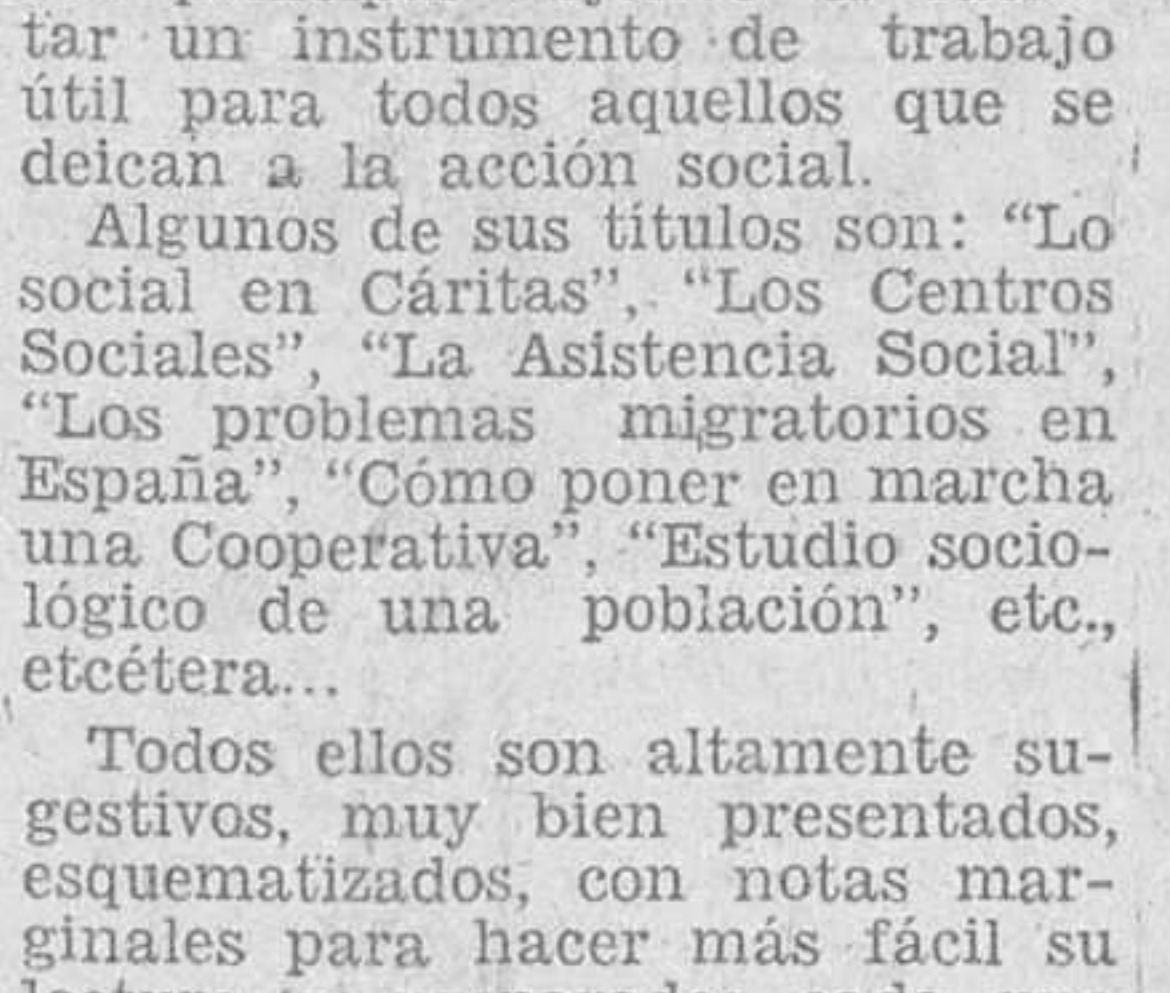 tar un instrumento de trabajo
útil para todos aquellos que se
deican a la acción social.
Algunos de sus títulos son: “Lo
social en Cáritas”, “Los Centros
Sociales”, “La Asistencia Social”,
“Los problemas migratorios en
España”, “Cómo poner en marcha
una Cooperativa”, “Estudio socio-
lógico de una población”, etc.,
etcétera...
Todos ellos son altamente su-
gestivos, muy bien presentados,
esquematizados, con notas mar-
ginales para hacer más fácil su